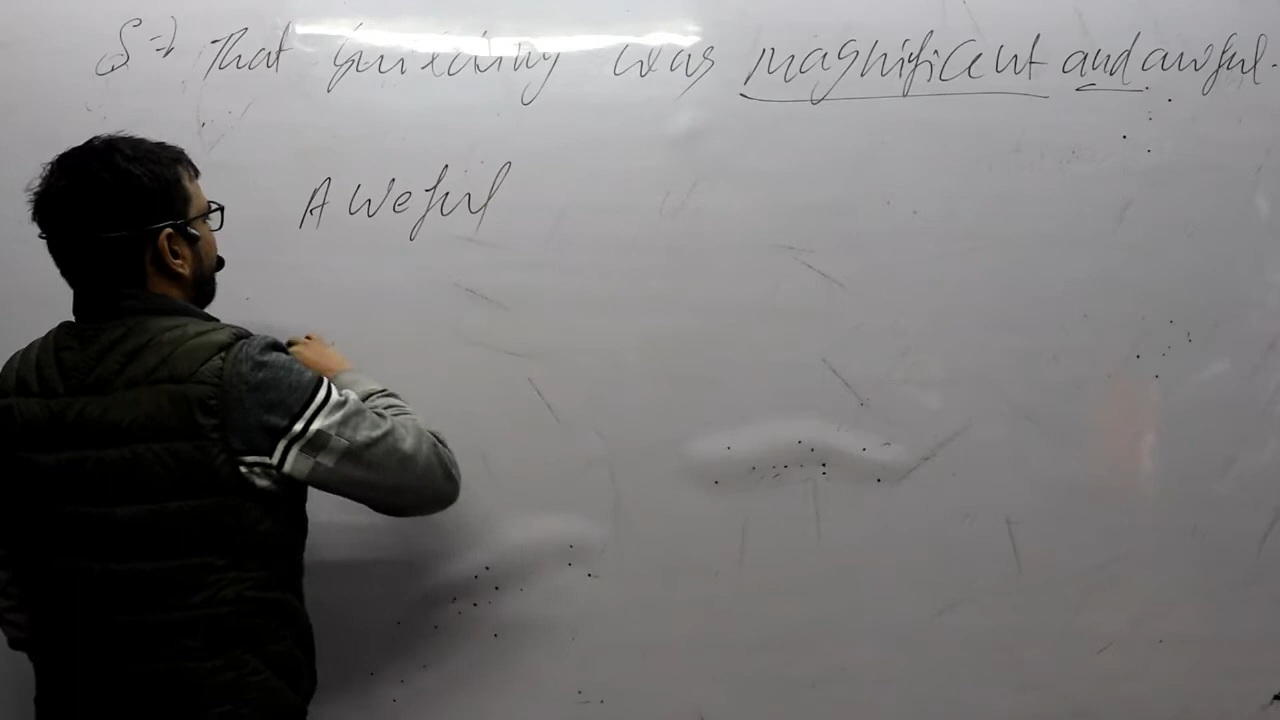 S → That was magnificent and awful.
Aweful